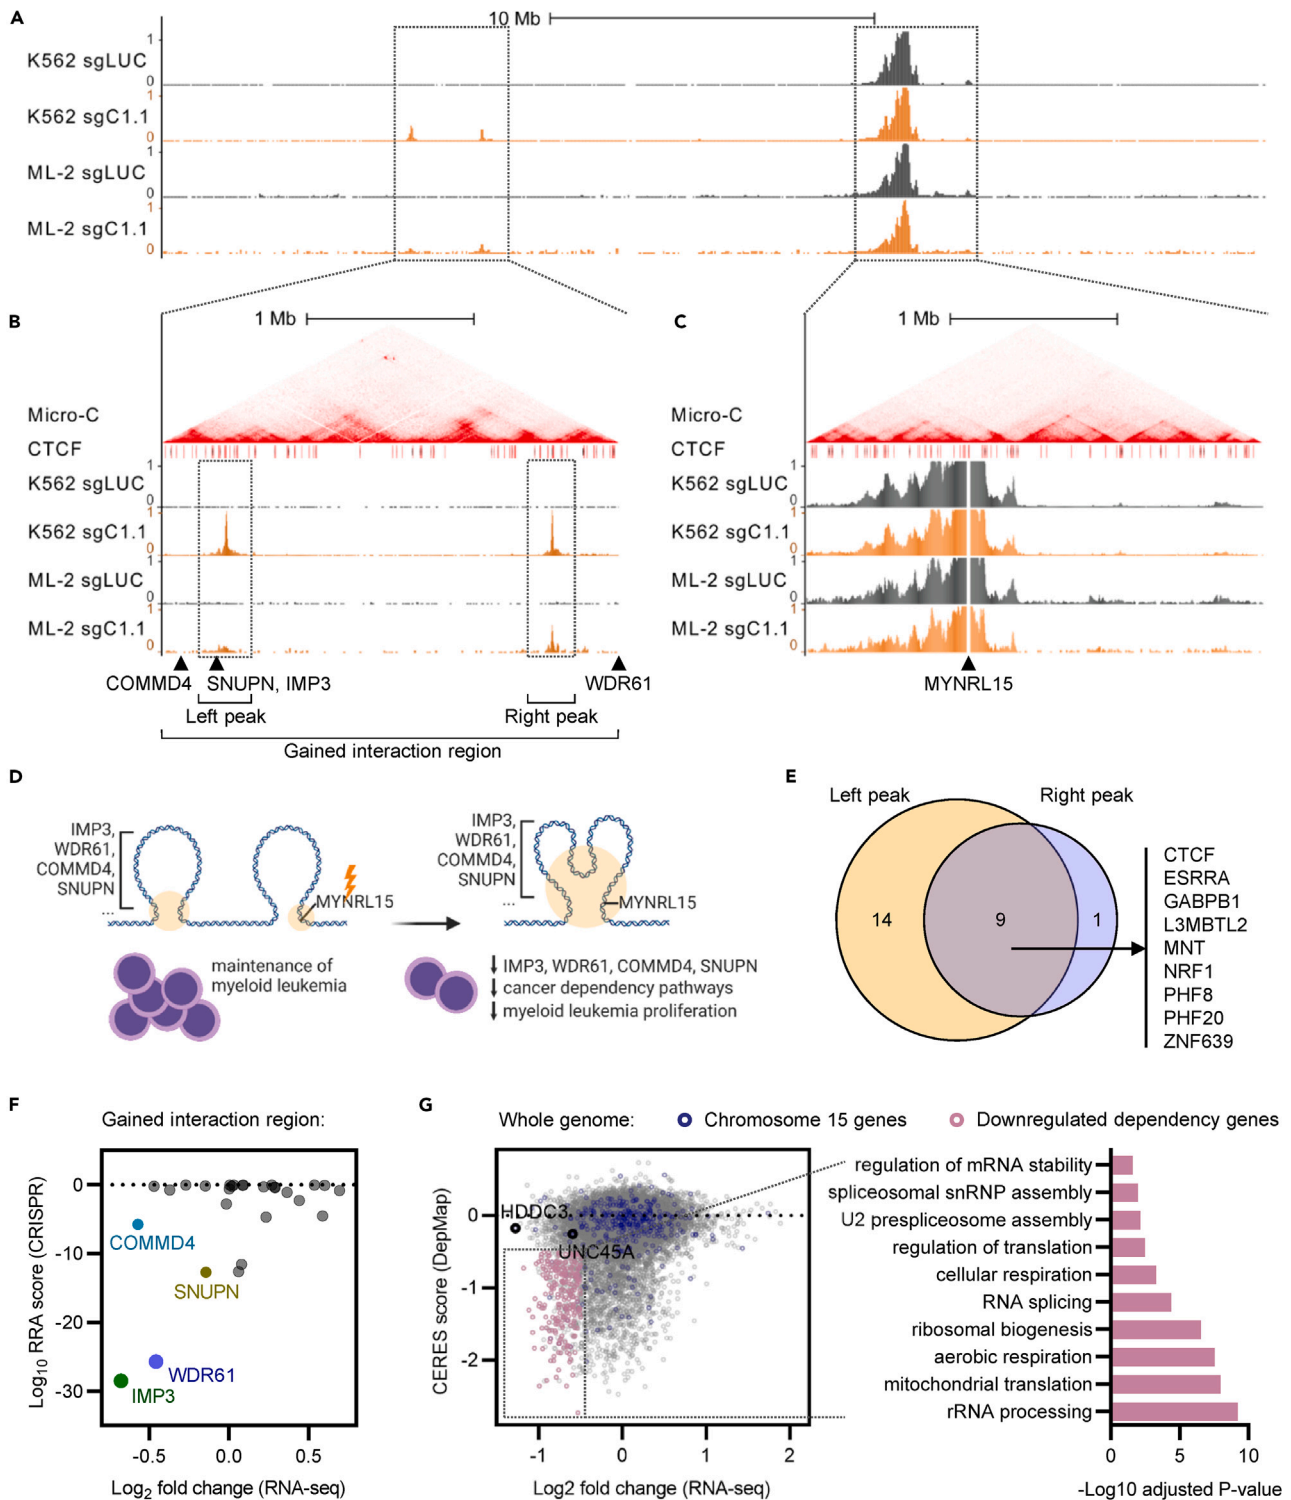 A
10 Mb
K562 sgLUC
1
0
K562 sgC1.1
1
0
ML-2 sgLUC
1
0
ML-2 sgC1.1
1
0
B
1 Mb
Micro-C
CTCF
K562 sgLUC
1
0
K562 sgC1.1
1
0
ML-2 sgLUC
1
0
ML-2 sgC1.1
1
0
COMMD4
SNUPN, IMP3
WDR61
Left peak
Right peak
Gained interaction region
C
1 Mb
Micro-C
CTCF
K562 sgLUC
1
0
K562 sgC1.1
1
0
ML-2 sgLUC
1
0
ML-2 sgC1.1
1
0
MYNRL15
D
IMP3,
WDR61,
COMMD4,
SNUPN
...
MYNRL15
maintenance of
myeloid leukemia
IMP3,
WDR61,
COMMD4,
SNUPN
...
MYNRL15
IMP3, WDR61, COMMD4, SNUPN
cancer dependency pathways
myeloid leukemia proliferation
E
Left peak
Right peak
14
9
1
CTCF
ESRRA
GABPB1
L3MBTL2
MNT
NRF1
PHF8
PHF20
ZNF639
F
Gained interaction region:
Log10 RRA score (CRISPR)
0
-10
-20
-30
COMMD4
SNUPN
WDR61
IMP3
-0.5
0.0
0.5
Log2 fold change (RNA-seq)
G
Whole genome:
Chromosome 15 genes
Downregulated dependency genes
CERES score (DepMap)
0
-1
-2
HDDC3
UNC45A
-1
0
1
2
Log2 fold change (RNA-seq)
regulation of mRNA stability
spliceosomal snRNP assembly
U2 prespliceosome assembly
regulation of translation
cellular respiration
RNA splicing
ribosomal biogenesis
aerobic respiration
mitochondrial translation
rRNA processing
0
5
10
-Log10 adjusted P-value